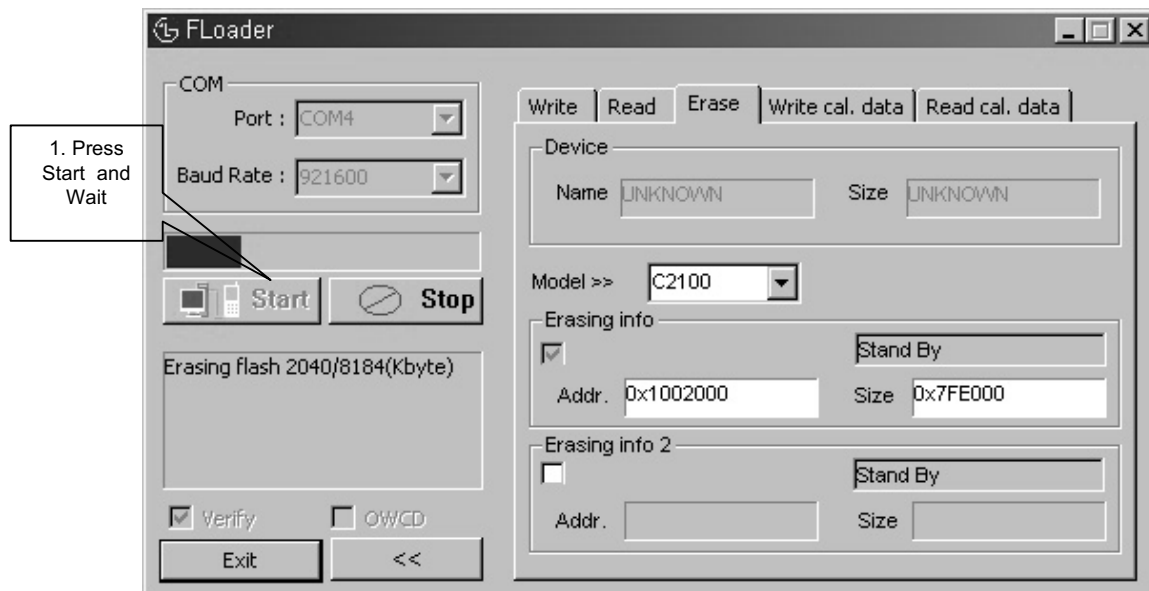 FLoader
COM
Port : COM4
Baud Rate : 921600
1. Press
Start and
Wait
Start
Stop
Erasing flash 2040/8184(Kbyte)
Verify
OWCD
Exit
<<
Write
Read
Erase
Write cal. data
Read cal. data
Device
Name UNKNOWN
Size UNKNOWN
Model >> C2100
Erasing info
Stand By
Addr. 0x1002000
Size 0x7FE000
Erasing info 2
Stand By
Addr.
Size